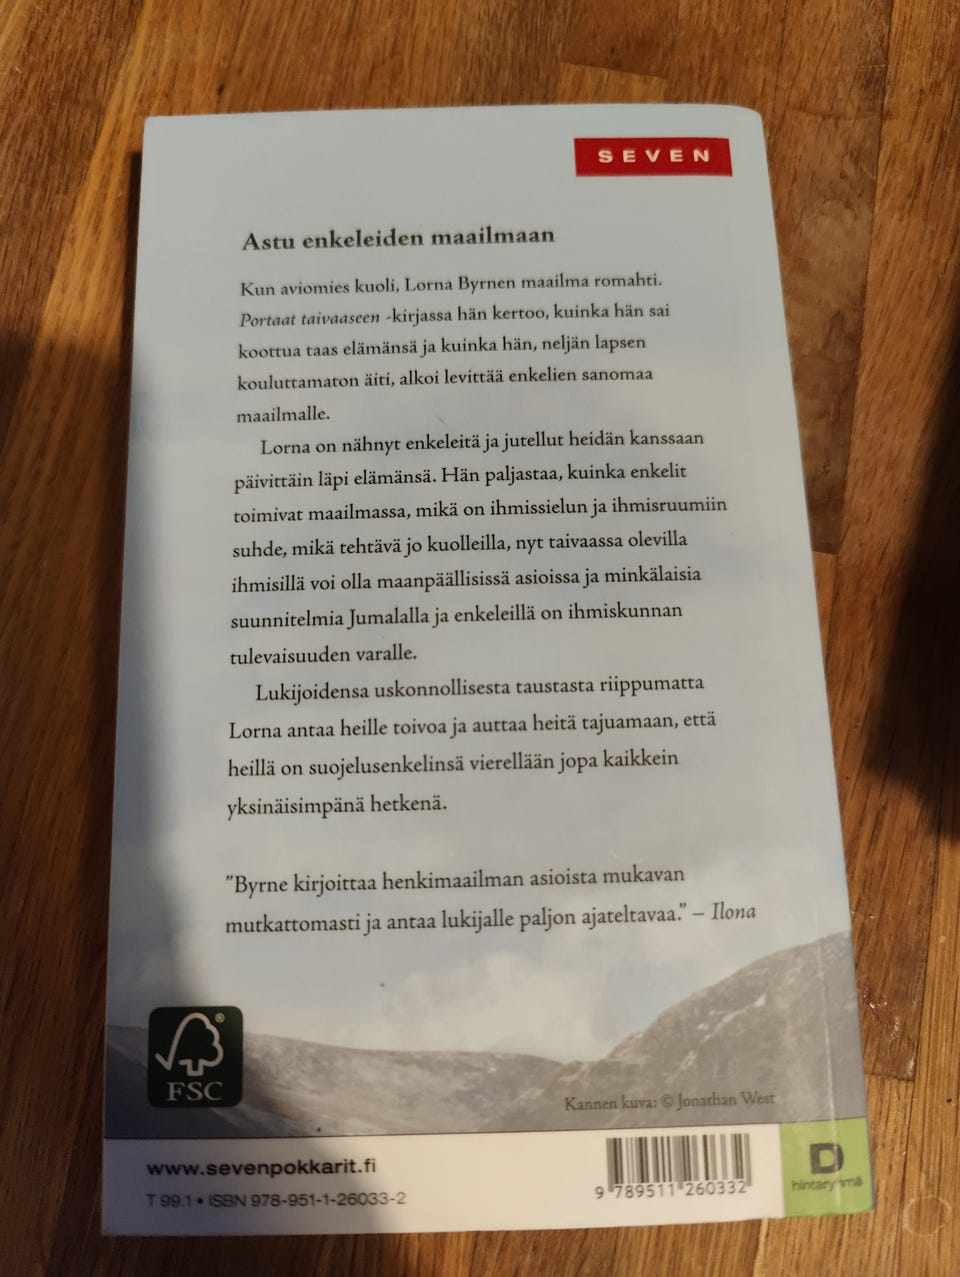 SEVEN
Astu enkeleiden maailmaan
Kun aviomies kuoli, Lorna Byrnen maailma romahti.
Portaat taivaaseen -kirjassa hän kertoo, kuinka hän sai
koottua taas elämänsä ja kuinka hän, neljän lapsen
kouluttamaton äiti, alkoi levittää enkelien sanomaa
maailmalle.
Lorna on nähnyt enkeleitä ja jutellut heidän kanssaan
päivittäin läpi elämänsä. Hän paljastaa, kuinka enkelit
toimivat maailmassa, mikä on ihmissielun ja ihmisruumiin
suhde, mikä tehtävä jo kuolleilla, nyt taivaassa olevilla
ihmisillä voi olla maanpäällisissä asioissa ja minkälaisia
suunnitelmia Jumalalla ja enkeleillä on ihmiskunnan
tulevaisuuden varalle.
Lukijoidensa uskonnollisesta taustasta riippumatta
Lorna antaa heille toivoa ja auttaa heitä tajuamaan, että
heillä on suojelusenkelinsä vierellään jopa kaikkein
yksinäisimpänä hetkenä.
"Byrne kirjoittaa henkimaailman asioista mukavan
mutkattomasti ja antaa lukijalle paljon ajateltavaa." – Ilona
®
FSC
Kannen kuva: © Jonathan West
www.sevenpokkarit.fi
T 99.1 • ISBN 978-951-1-26033-2
9 789511 260332
D
hintaryhmä